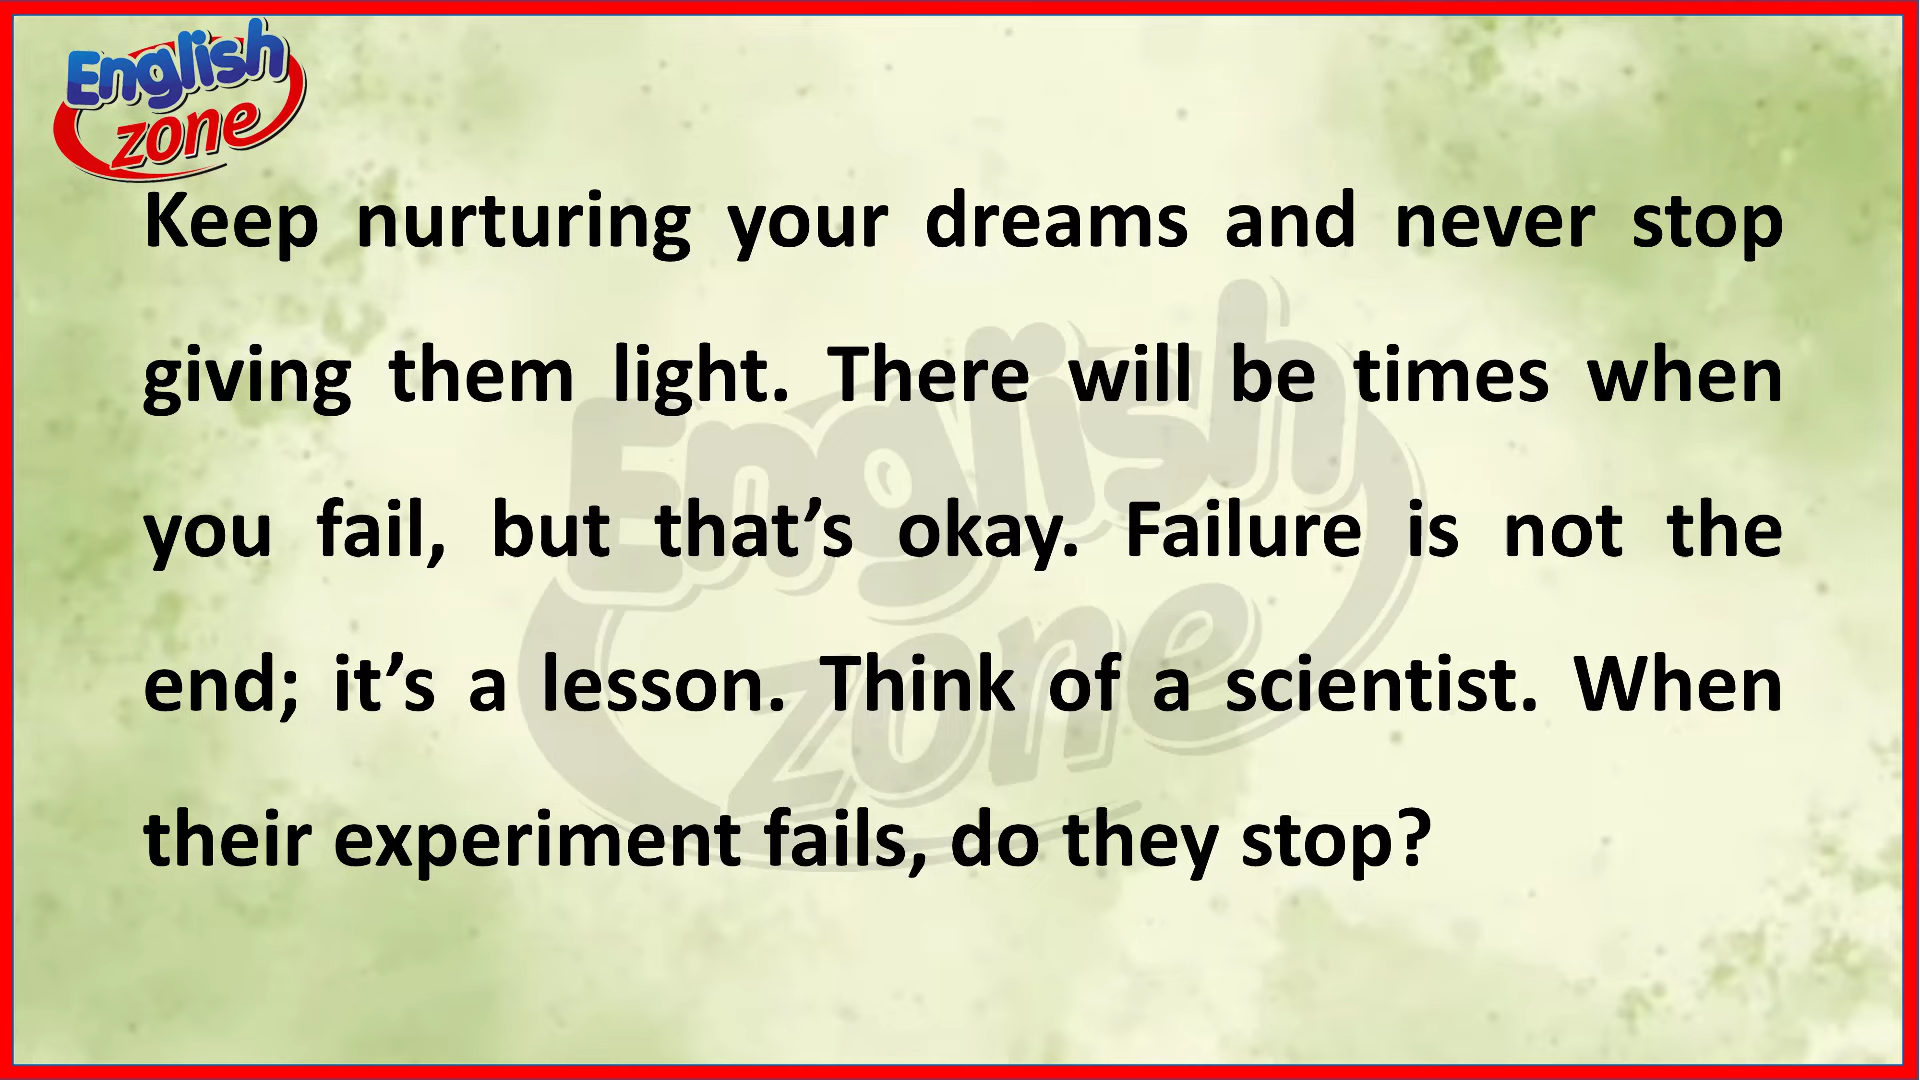 English
zone
Keep nurturing your dreams and never stop
giving them light. There will be times when
you fail, but that’s okay. Failure is not the
end; it’s a lesson. Think of a scientist. When
their experiment fails, do they stop?
English
zone